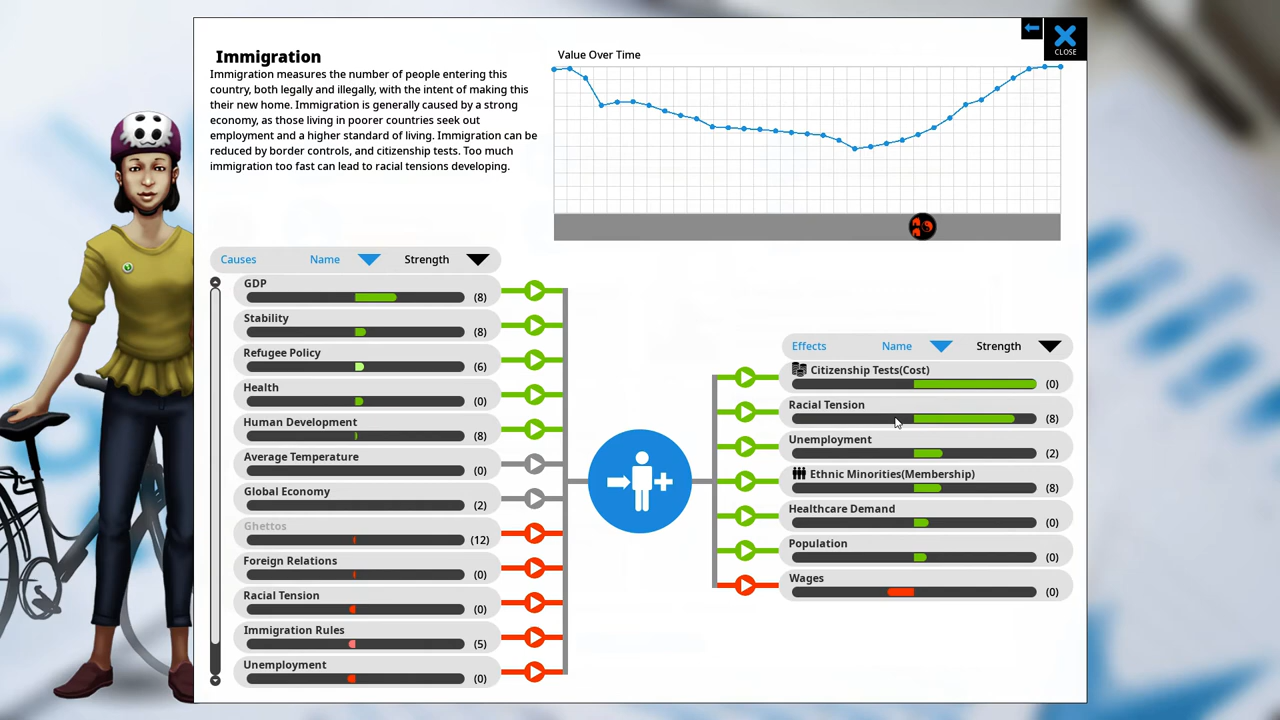 Immigration
Immigration measures the number of people entering this
country, both legally and illegally, with the intent of making this
their new home. Immigration is generally caused by a strong
economy, as those living in poorer countries seek out
employment and a higher standard of living. Immigration can be
reduced by border controls, and citizenship tests. Too much
immigration too fast can lead to racial tensions developing.
Value Over Time
CLOSE
Causes Name Strength
GDP
(8)
Stability
(8)
Refugee Policy
(6)
Health
(0)
Human Development
(8)
Average Temperature
(0)
Global Economy
(2)
Ghettos
(12)
Foreign Relations
(0)
Racial Tension
(0)
Immigration Rules
(5)
Unemployment
(0)
Effects Name Strength
Citizenship Tests(Cost)
(0)
Racial Tension
(8)
Unemployment
(2)
Ethnic Minorities(Membership)
(8)
Healthcare Demand
(0)
Population
(0)
Wages
(0)